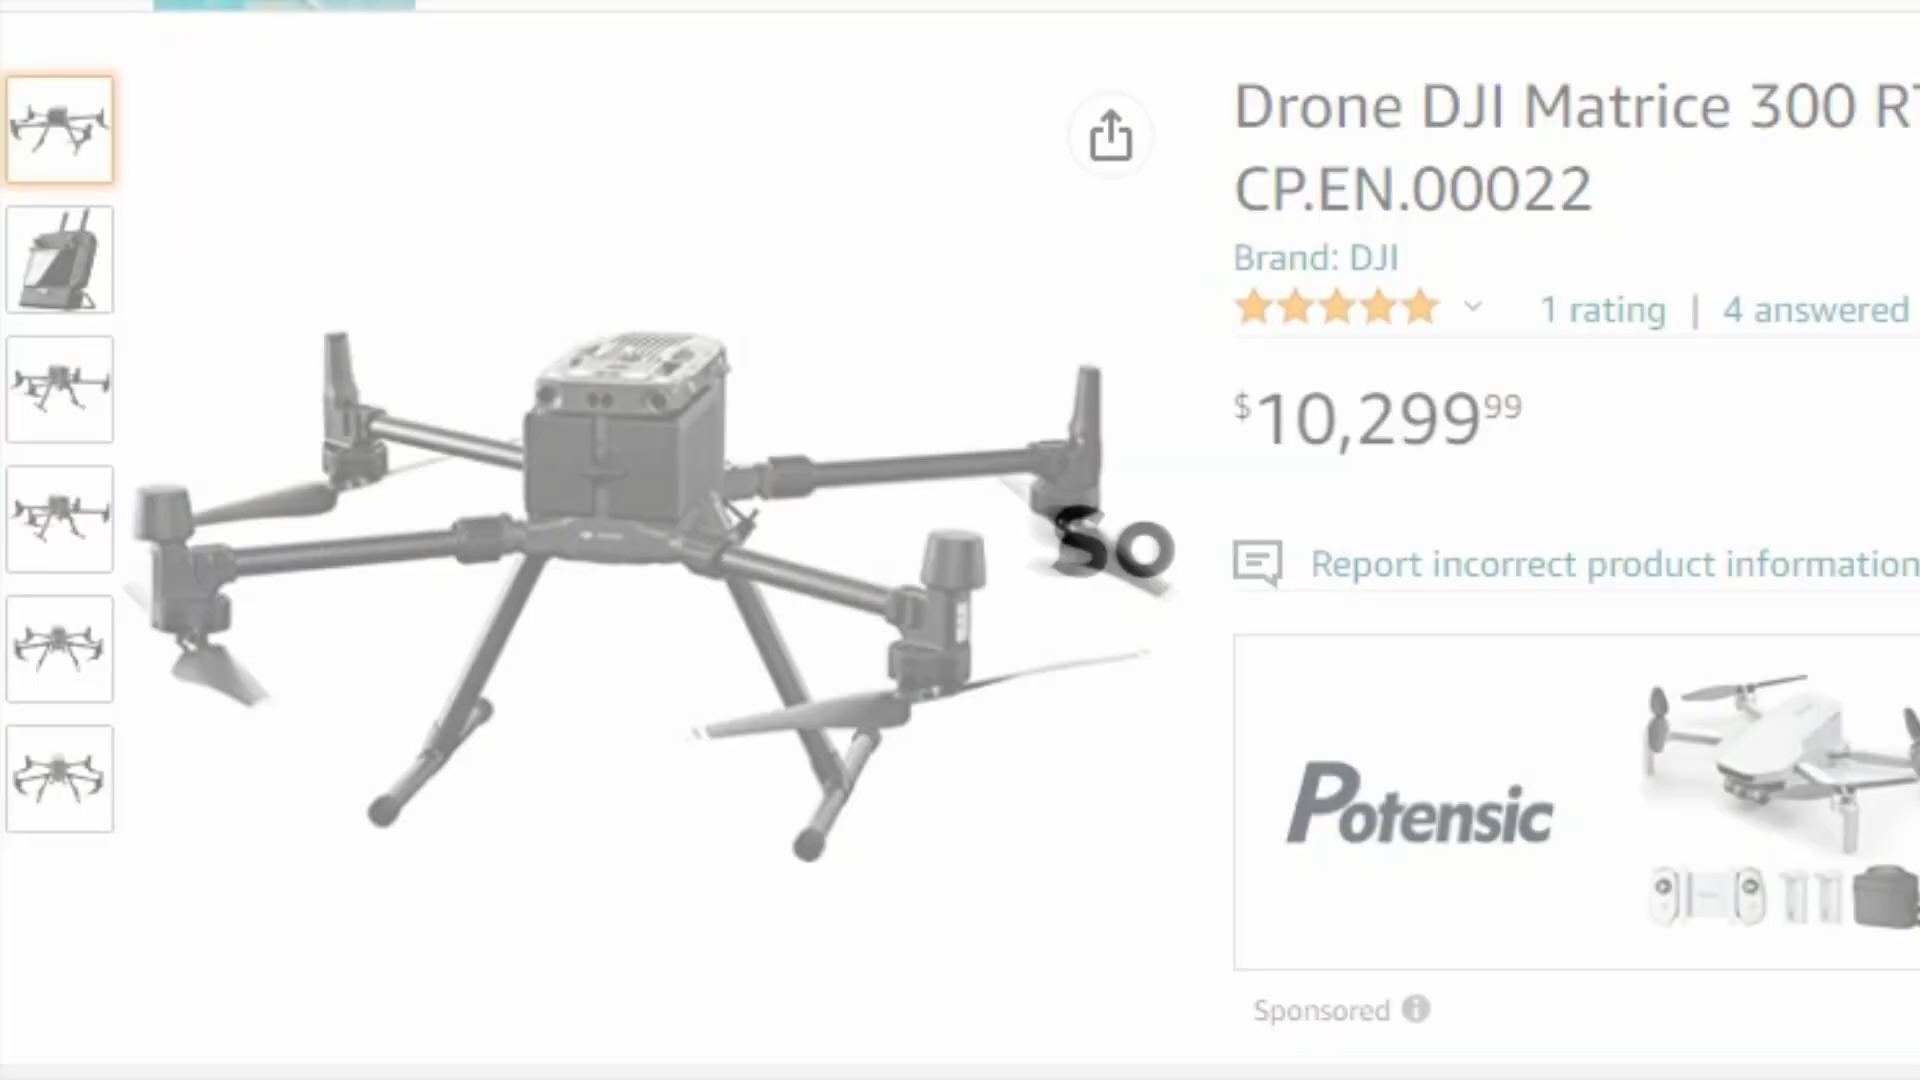 Drone DJI Matrice 300 RT
CP.EN.00022
Brand: DJI
1 rating | 4 answered
$10,299 99
so
Report incorrect product information
Potensic
Sponsored